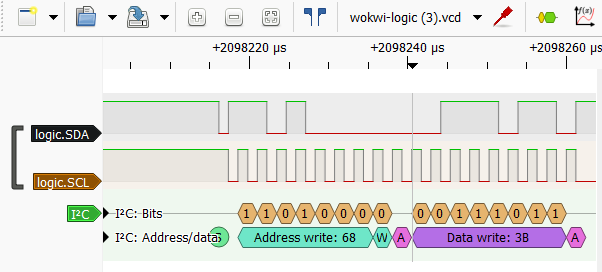 wokwi-logic (3).vcd f(x)
+2098220 µs +2098240 µs +2098260 µs
logic.SDA
logic.SCL
I²C I²C: Bits 1 1 0 1 0 0 0 0 0 0 1 1 1 0 1 1
I²C: Address/data S Address write: 68 W A Data write: 3B A